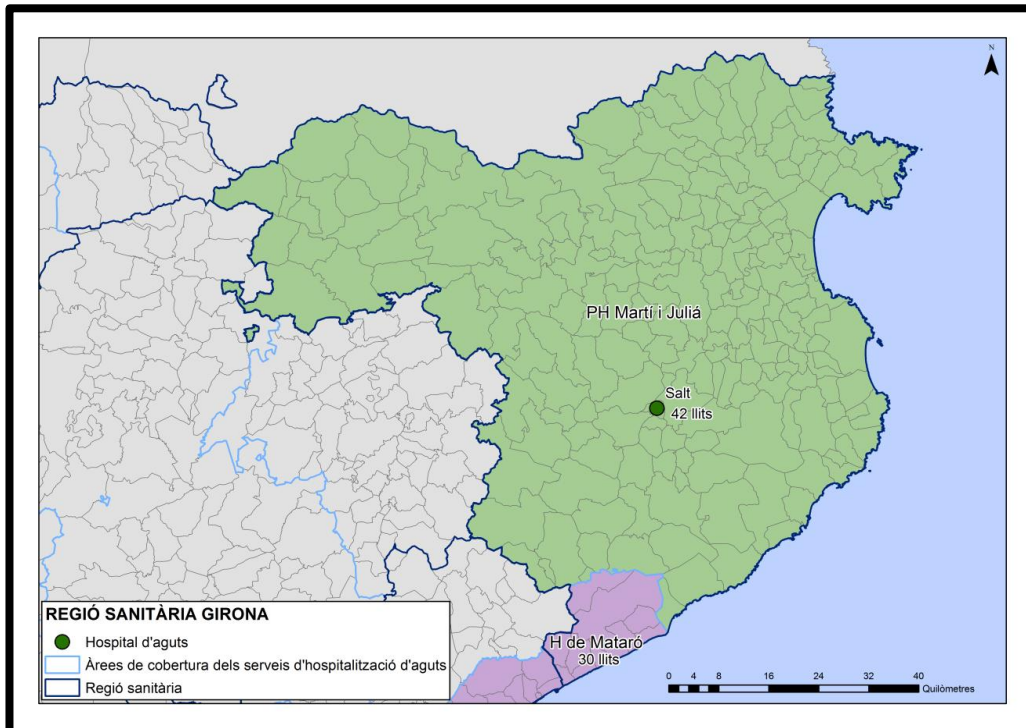 N
PH Martí i Juliá
Salt
42 llits
H de Mataró
30 llits
REGIÓ SANITÀRIA GIRONA
Hospital d'aguts
Àrees de cobertura dels serveis d'hospitalització d'aguts
Regió sanitària
0 4 8 16 24 32 40
Quilòmetres